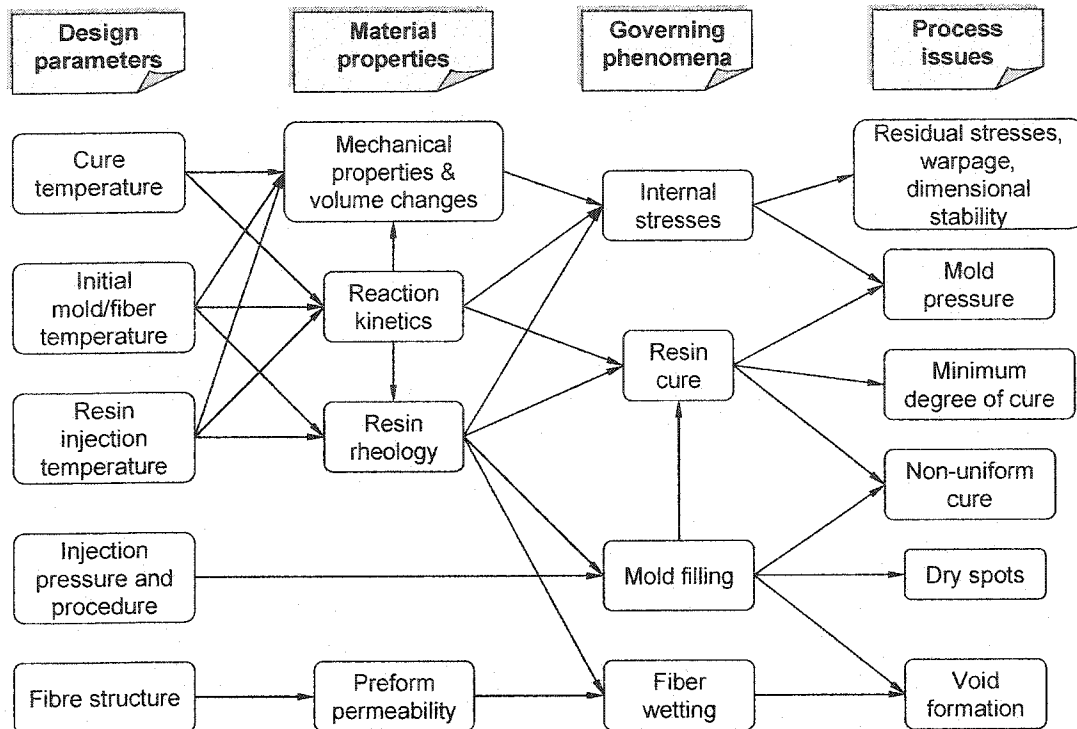 Design
parameters
Material
properties
Governing
phenomena
Process
issues
Cure
temperature
Initial
mold/fiber
temperature
Resin
injection
temperature
Injection
pressure and
procedure
Fibre structure
Mechanical
properties &
volume changes
Reaction
kinetics
Resin
rheology
Preform
permeability
Internal
stresses
Resin
cure
Mold filling
Fiber
wetting
Residual stresses,
warpage,
dimensional
stability
Mold
pressure
Minimum
degree of cure
Non-uniform
cure
Dry spots
Void
formation